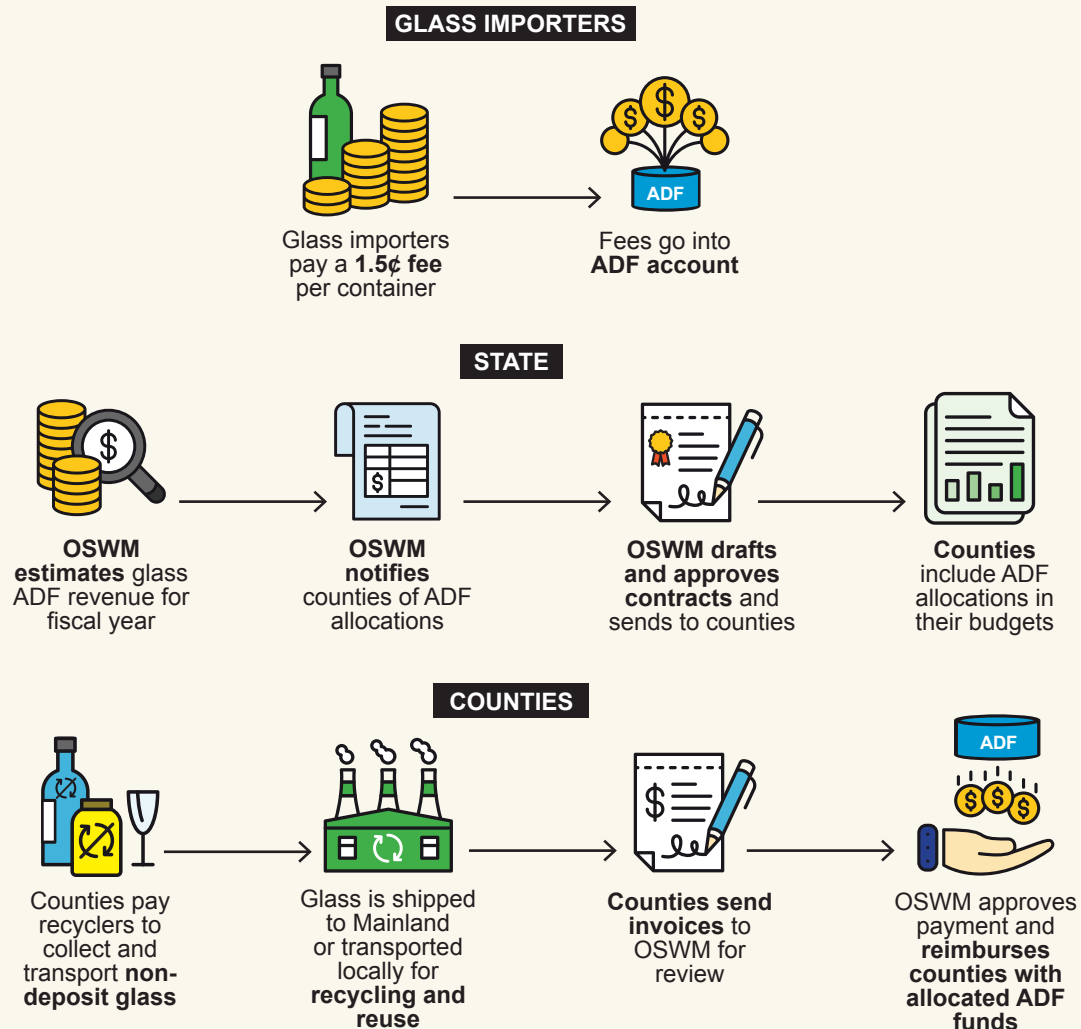 GLASS IMPORTERS
$ $ $
ADF
Glass importers
pay a 1.5¢ fee
per container
Fees go into
ADF account
STATE
$
$
OSWM
estimates glass
ADF revenue for
fiscal year
OSWM
notifies
counties of ADF
allocations
OSWM drafts
and approves
contracts and
sends to counties
Counties
include ADF
allocations in
their budgets
COUNTIES
ADF
$
$ $ $
Counties pay
recyclers to
collect and
transport non-
deposit glass
Glass is shipped
to Mainland
or transported
locally for
recycling and
reuse
Counties send
invoices to
OSWM for
review
OSWM approves
payment and
reimburses
counties with
allocated ADF
funds